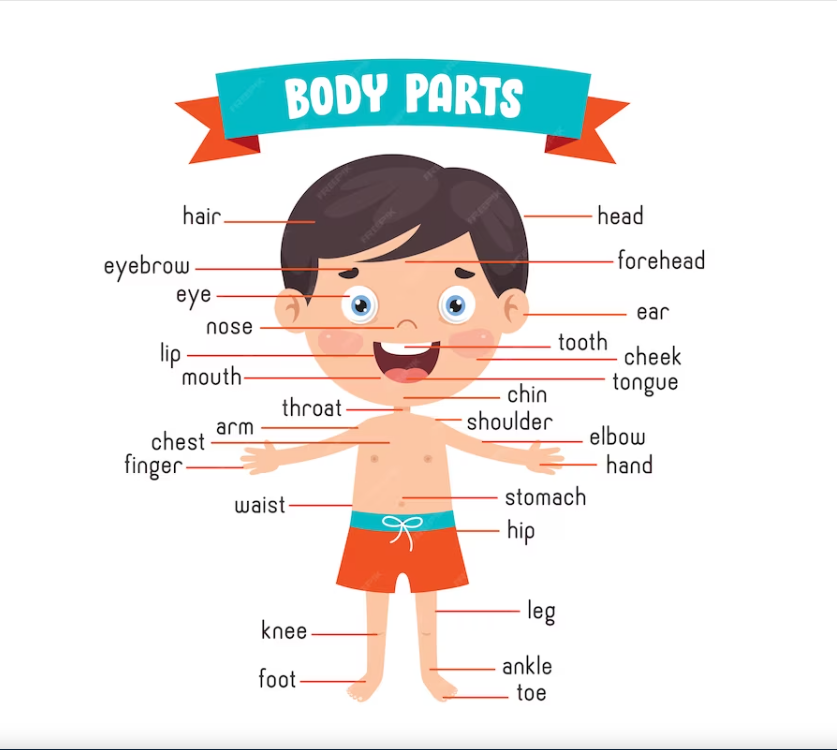 BODY PARTS
hair
head
eyebrow
forehead
eye
ear
nose
tooth
lip
cheek
mouth
tongue
chin
throat
shoulder
arm
elbow
chest
finger
hand
stomach
waist
hip
leg
knee
ankle
foot
toe